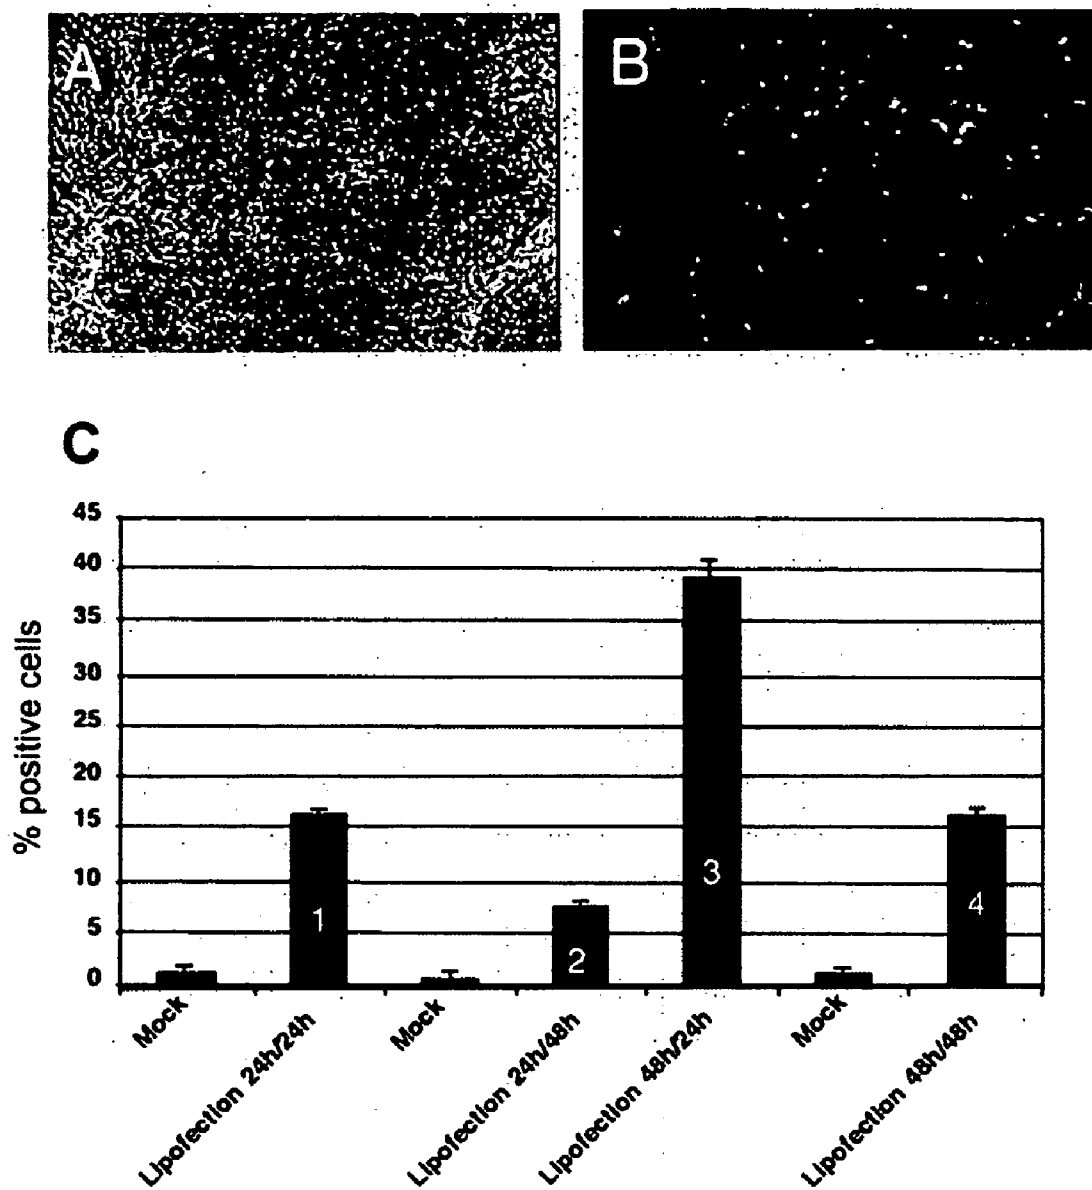 A
B
C
% positive cells
45
40
35
30
25
20
15
10
5
0
1
2
3
4
Mock
Lipofection 24h/24h
Mock
Lipofection 24h/48h
Lipofection 48h/24h
Mock
Lipofection 48h/48h